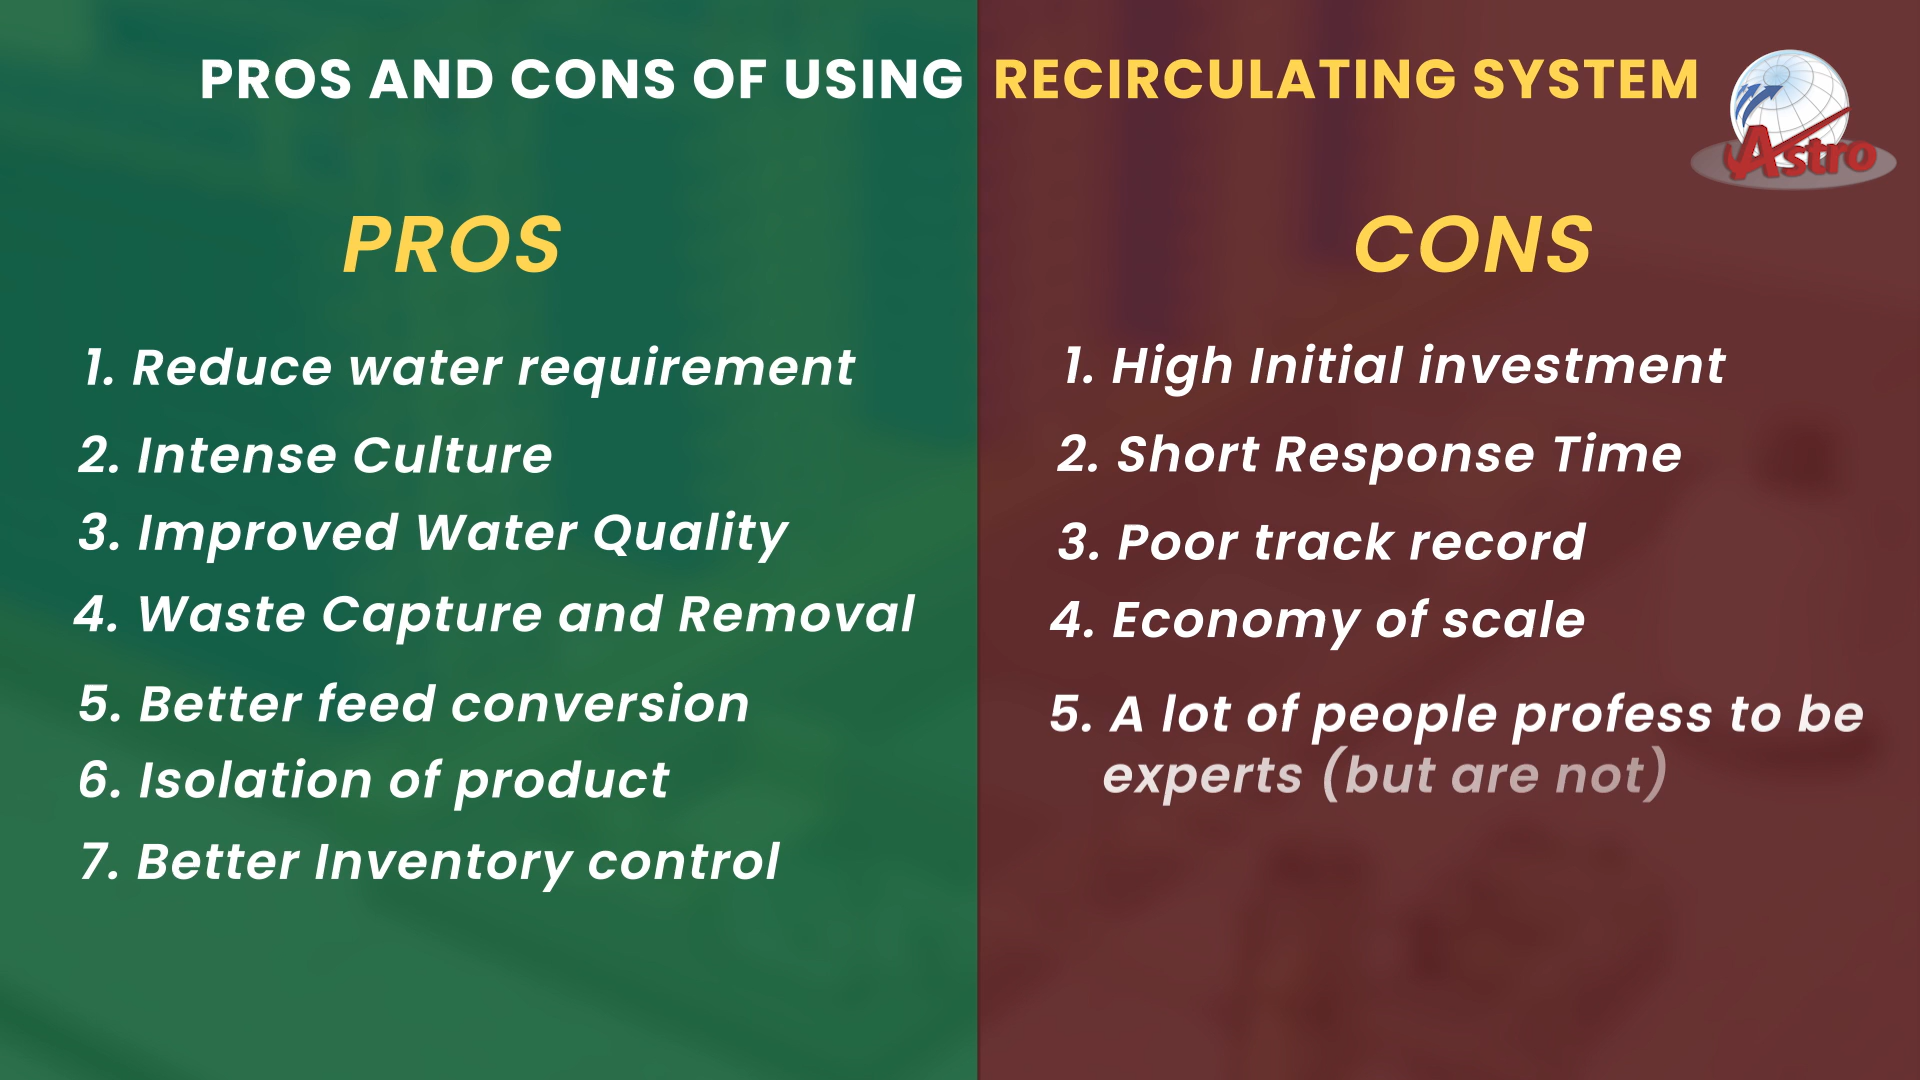 PROS AND CONS OF USING RECIRCULATING SYSTEM
Astro
PROS
1. Reduce water requirement
2. Intense Culture
3. Improved Water Quality
4. Waste Capture and Removal
5. Better feed conversion
6. Isolation of product
7. Better Inventory control
CONS
1. High Initial investment
2. Short Response Time
3. Poor track record
4. Economy of scale
5. A lot of people profess to be
experts (but are not)